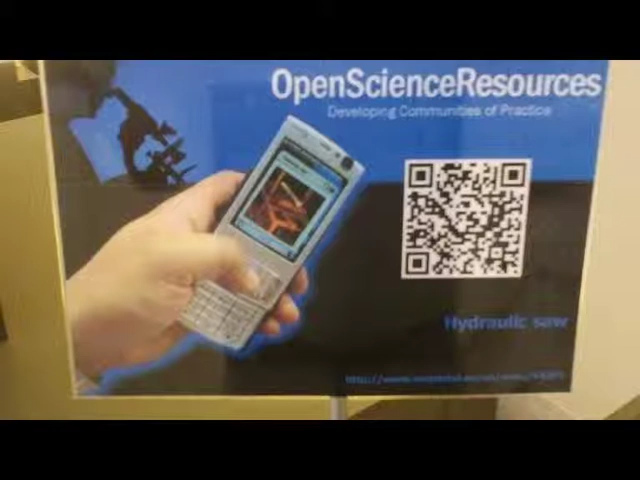 OpenScienceResources
Developing Communities of Practice
Hydraulic saw